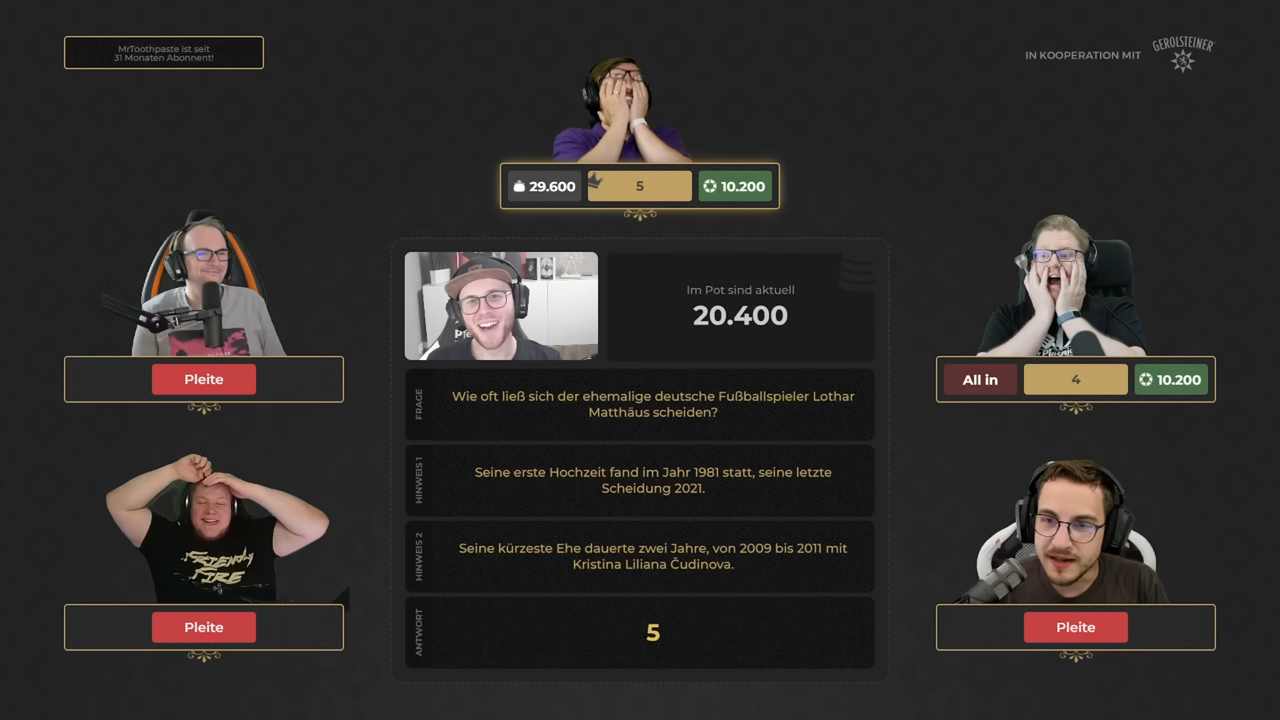 MrToothpaste ist seit
31 Monaten Abonnent!
IN KOOPERATION MIT
GEROLSTEINER
29.600
5
10.200
Im Pot sind aktuell
20.400
Pleite
All in
4
10.200
FRAGE
Wie oft ließ sich der ehemalige deutsche Fußballspieler Lothar
Matthäus scheiden?
HINWEIS 1
Seine erste Hochzeit fand im Jahr 1981 statt, seine letzte
Scheidung 2021.
HINWEIS 2
Seine kürzeste Ehe dauerte zwei Jahre, von 2009 bis 2011 mit
Kristina Liliana Čudinova.
FRIENDLY
FIRE
Pleite
ANTWORT
5
Pleite